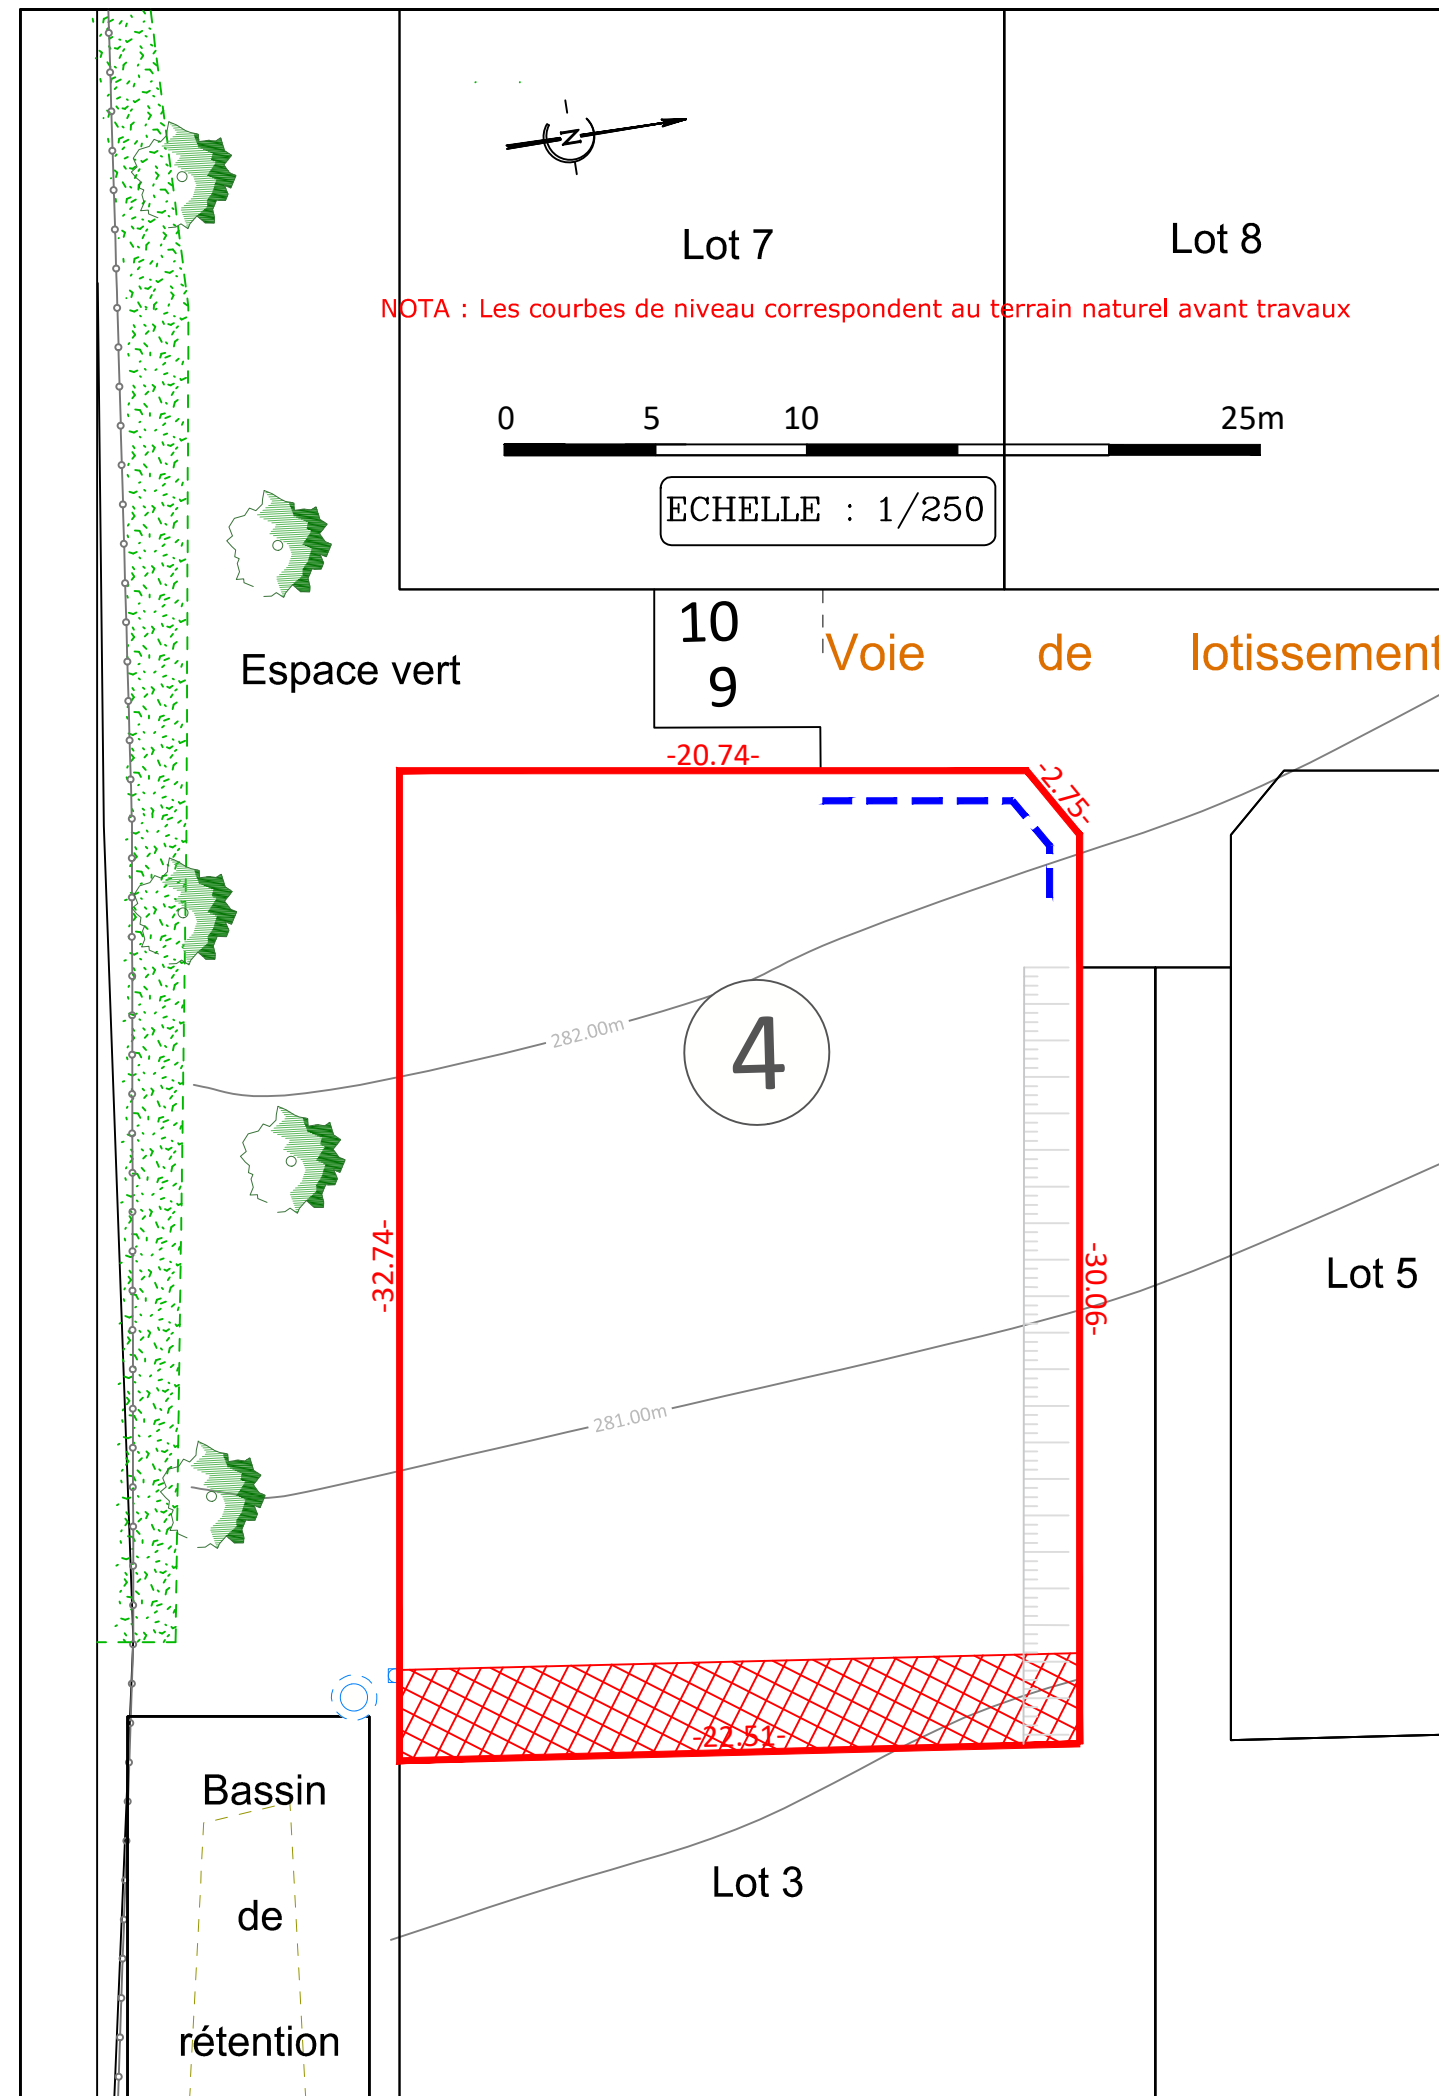 N
Lot 7
Lot 8
NOTA : Les courbes de niveau correspondent au terrain naturel avant travaux
0 5 10 25m
ECHELLE : 1/250
10
9
Voie de lotissement
Espace vert
-20.74-
-2.75-
282.00m
4
-32.74-
-30.06-
Lot 5
281.00m
-22.51-
Bassin
de
rétention
Lot 3